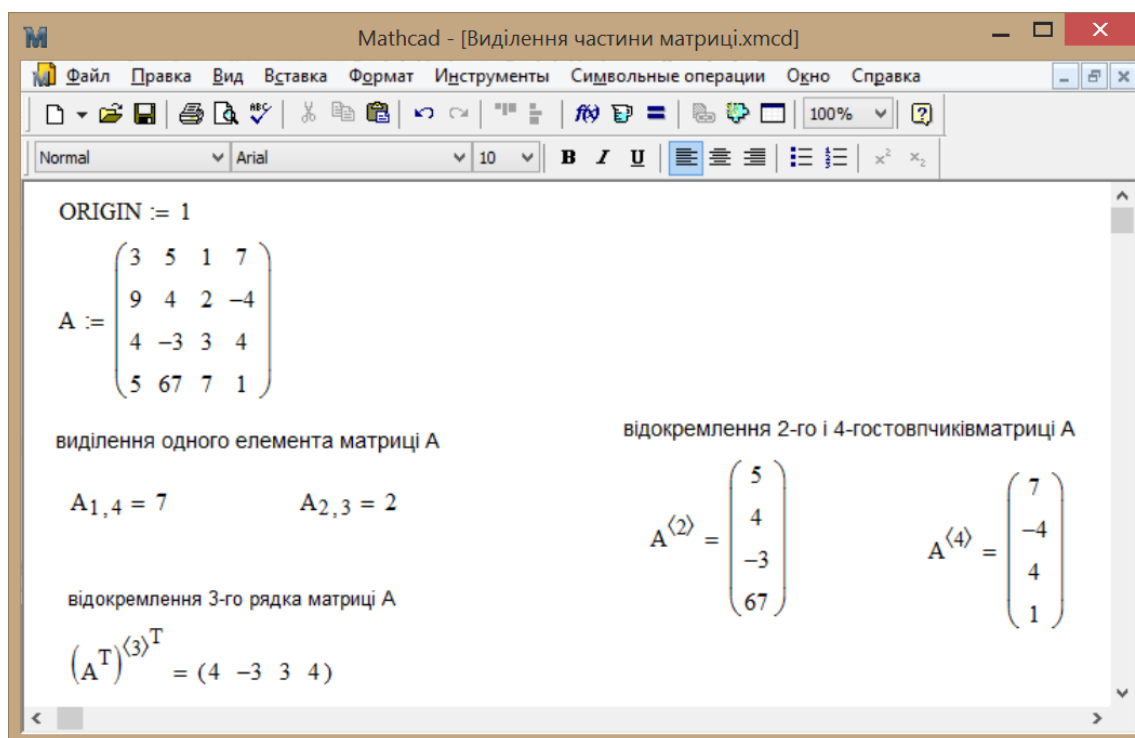 Mathcad - [Виділення частини матриці.xmcd]
Файл Правка Вид Вставка Формат Инструменты Символьные операции Окно Справка
ABC f(x) = 100% ?
Normal Arial 10 B I U x² x₂
ORIGIN := 1
A := ( 3 5 1 7
9 4 2 −4
4 −3 3 4
5 67 7 1 )
виділення одного елемента матриці А
A1,4 = 7 A2,3 = 2
відокремлення 3-го рядка матриці А
(A^T)^⟨3⟩^T = (4 −3 3 4)
відокремлення 2-го і 4-гостовпчиківматриці А
A^⟨2⟩ = ( 5
4
−3
67 )
A^⟨4⟩ = ( 7
−4
4
1 )